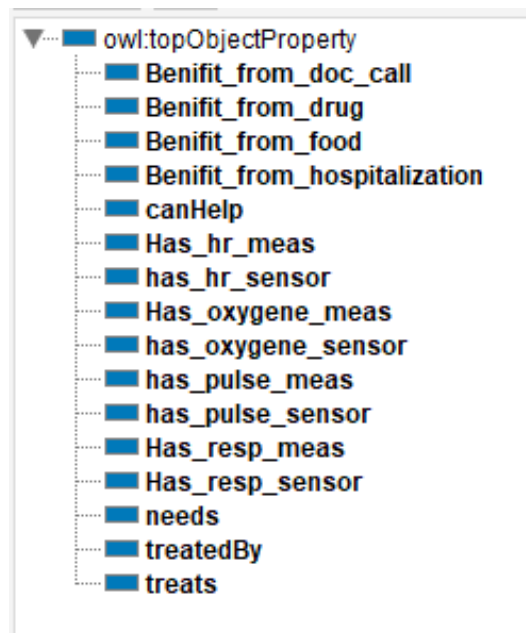 owl:topObjectProperty
Benifit_from_doc_call
Benifit_from_drug
Benifit_from_food
Benifit_from_hospitalization
canHelp
Has_hr_meas
has_hr_sensor
Has_oxygene_meas
has_oxygene_sensor
has_pulse_meas
has_pulse_sensor
Has_resp_meas
Has_resp_sensor
needs
treatedBy
treats